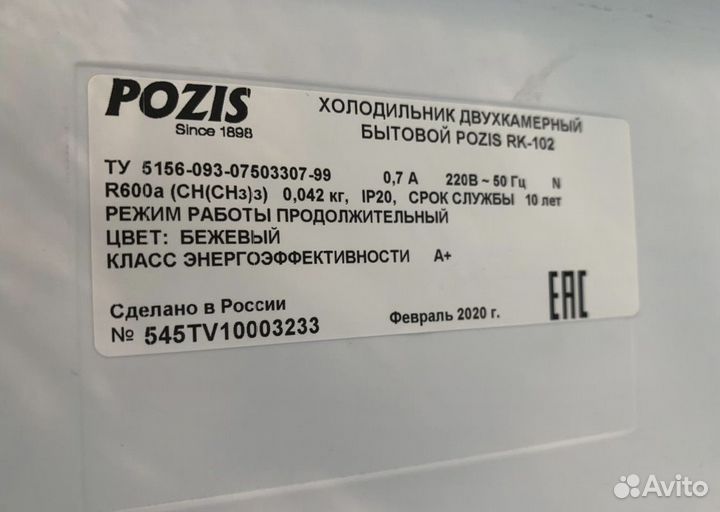 POZIS
Since 1898
ХОЛОДИЛЬНИК ДВУХКАМЕРНЫЙ
БЫТОВОЙ POZIS RK-102
ТУ 5156-093-07503307-99 0,7 А 220В ~ 50 Гц N
R600a (CH(CH3)3) 0,042 кг, IP20, СРОК СЛУЖБЫ 10 лет
РЕЖИМ РАБОТЫ ПРОДОЛЖИТЕЛЬНЫЙ
ЦВЕТ: БЕЖЕВЫЙ
КЛАСС ЭНЕРГОЭФФЕКТИВНОСТИ А+
Сделано в России
№ 545TV10003233
Февраль 2020 г.
EAC
Avito